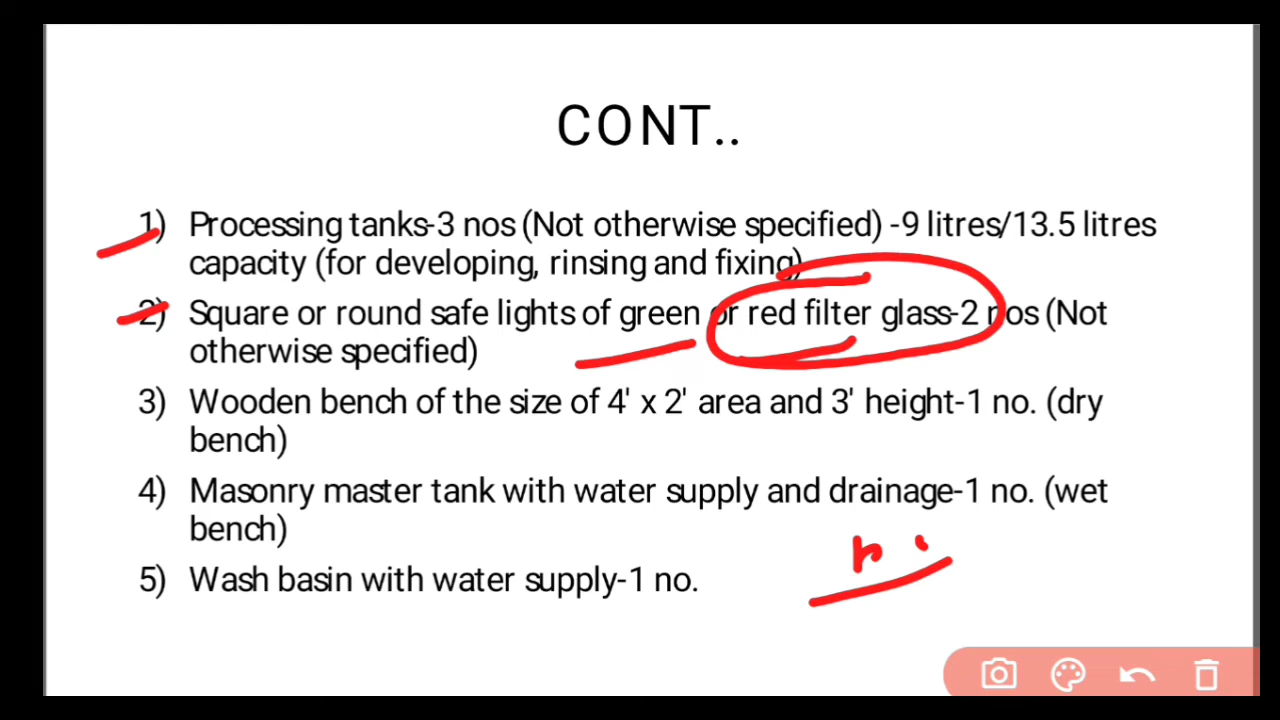 CONT..
1) Processing tanks-3 nos (Not otherwise specified) -9 litres/13.5 litres
capacity (for developing, rinsing and fixing)
2) Square or round safe lights of green or red filter glass-2 nos (Not
otherwise specified)
3) Wooden bench of the size of 4' x 2' area and 3' height-1 no. (dry
bench)
4) Masonry master tank with water supply and drainage-1 no. (wet
bench)
5) Wash basin with water supply-1 no.